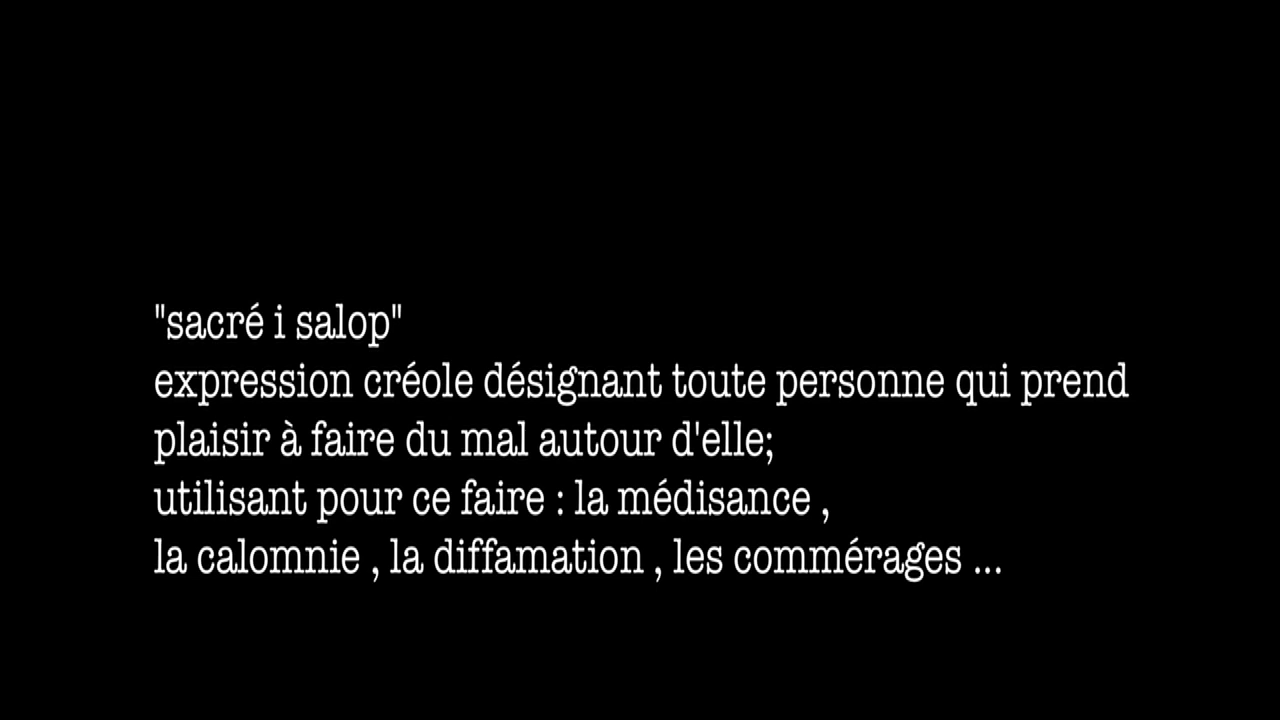 "sacré i salop"
expression créole désignant toute personne qui prend
plaisir à faire du mal autour d'elle;
utilisant pour ce faire : la médisance ,
la calomnie , la diffamation , les commérages ...